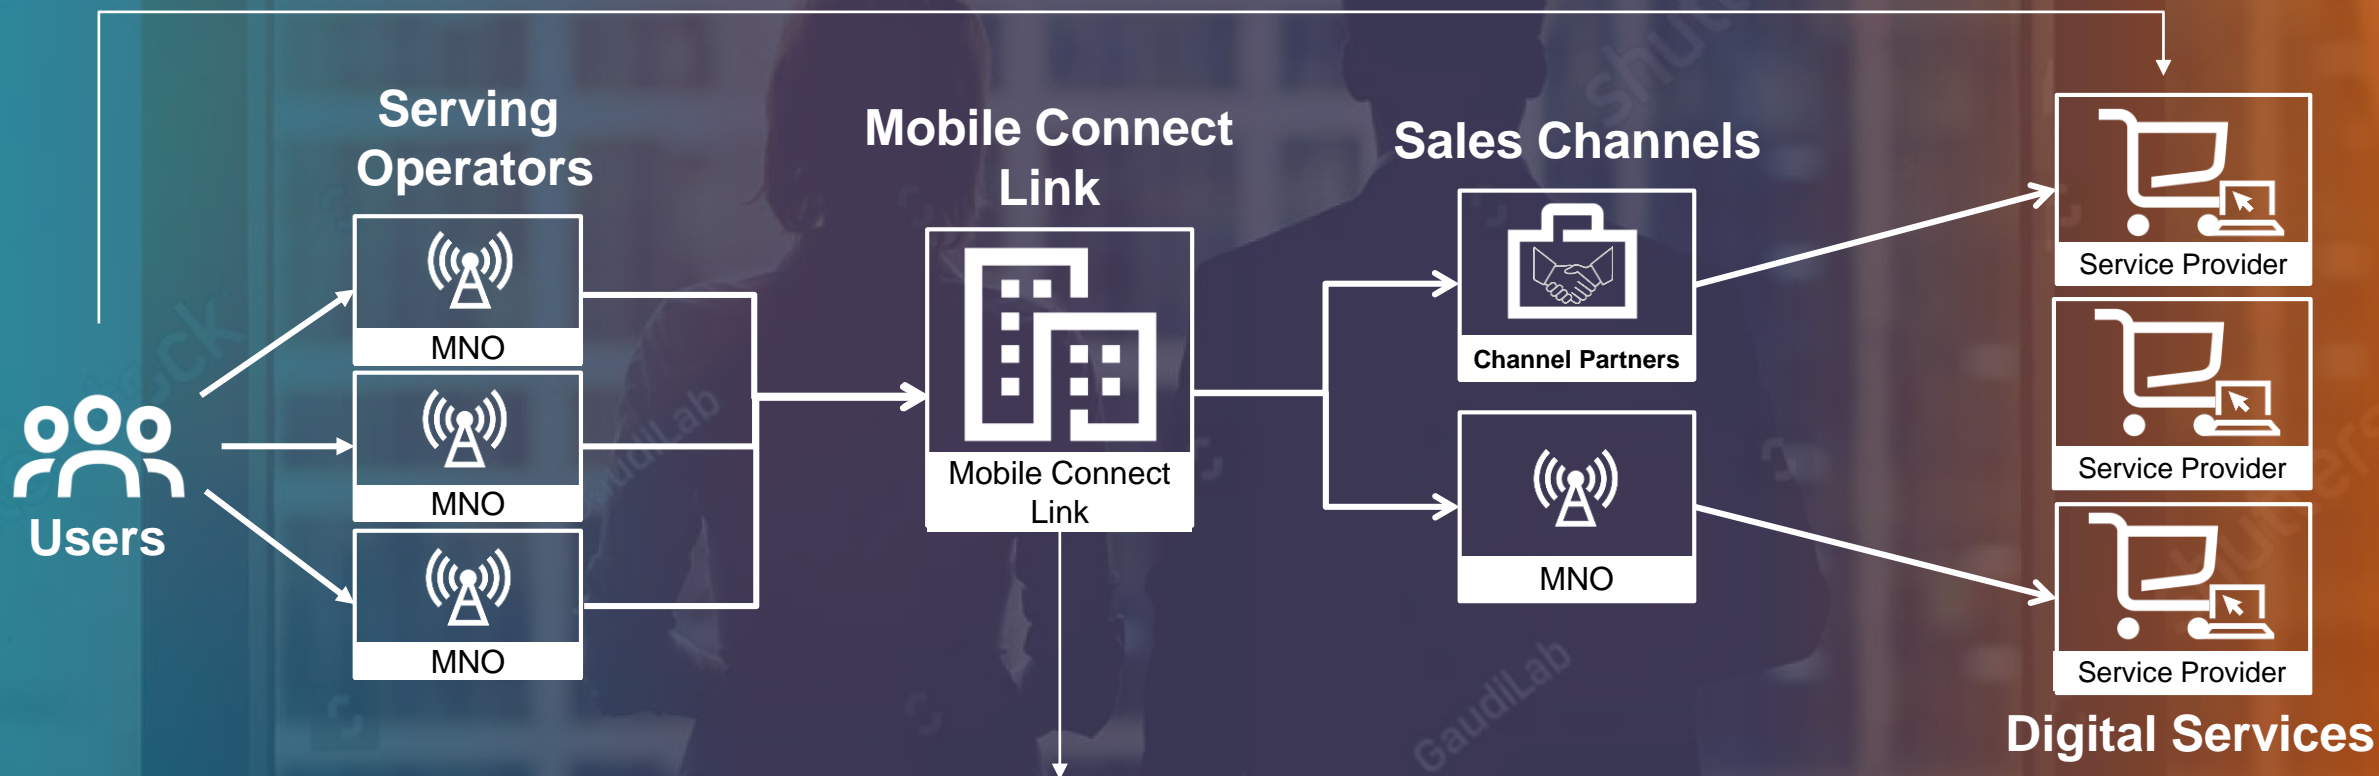 Serving
Operators
MNO
MNO
MNO
Users
Mobile Connect
Link
Mobile Connect
Link
Sales Channels
Channel Partners
MNO
Service Provider
Service Provider
Service Provider
Digital Services
GaudiLab
GaudiLab